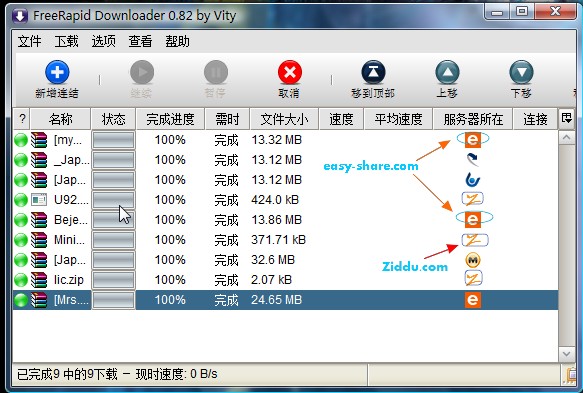 FreeRapid Downloader 0.82 by Vity
文件 下载 选项 查看 帮助
新增连结 继续 暂停 取消 移到顶部 上移 下移
? 名称 状态 完成进度 需时 文件大小 速度 平均速度 服务器所在 连接
[my... 100% 完成 13.32 MB
_Jap... 100% 完成 13.12 MB
easy-share.com
[Jap... 100% 完成 13.12 MB
U92.... 100% 完成 424.0 kB
Beje... 100% 完成 13.86 MB
Mini... 100% 完成 371.71 kB
[Jap... 100% 完成 32.6 MB
Ziddu.com
lic.zip 100% 完成 2.07 kB
[Mrs.... 100% 完成 24.65 MB
已完成9 中的9下载 – 现时速度: 0 B/s